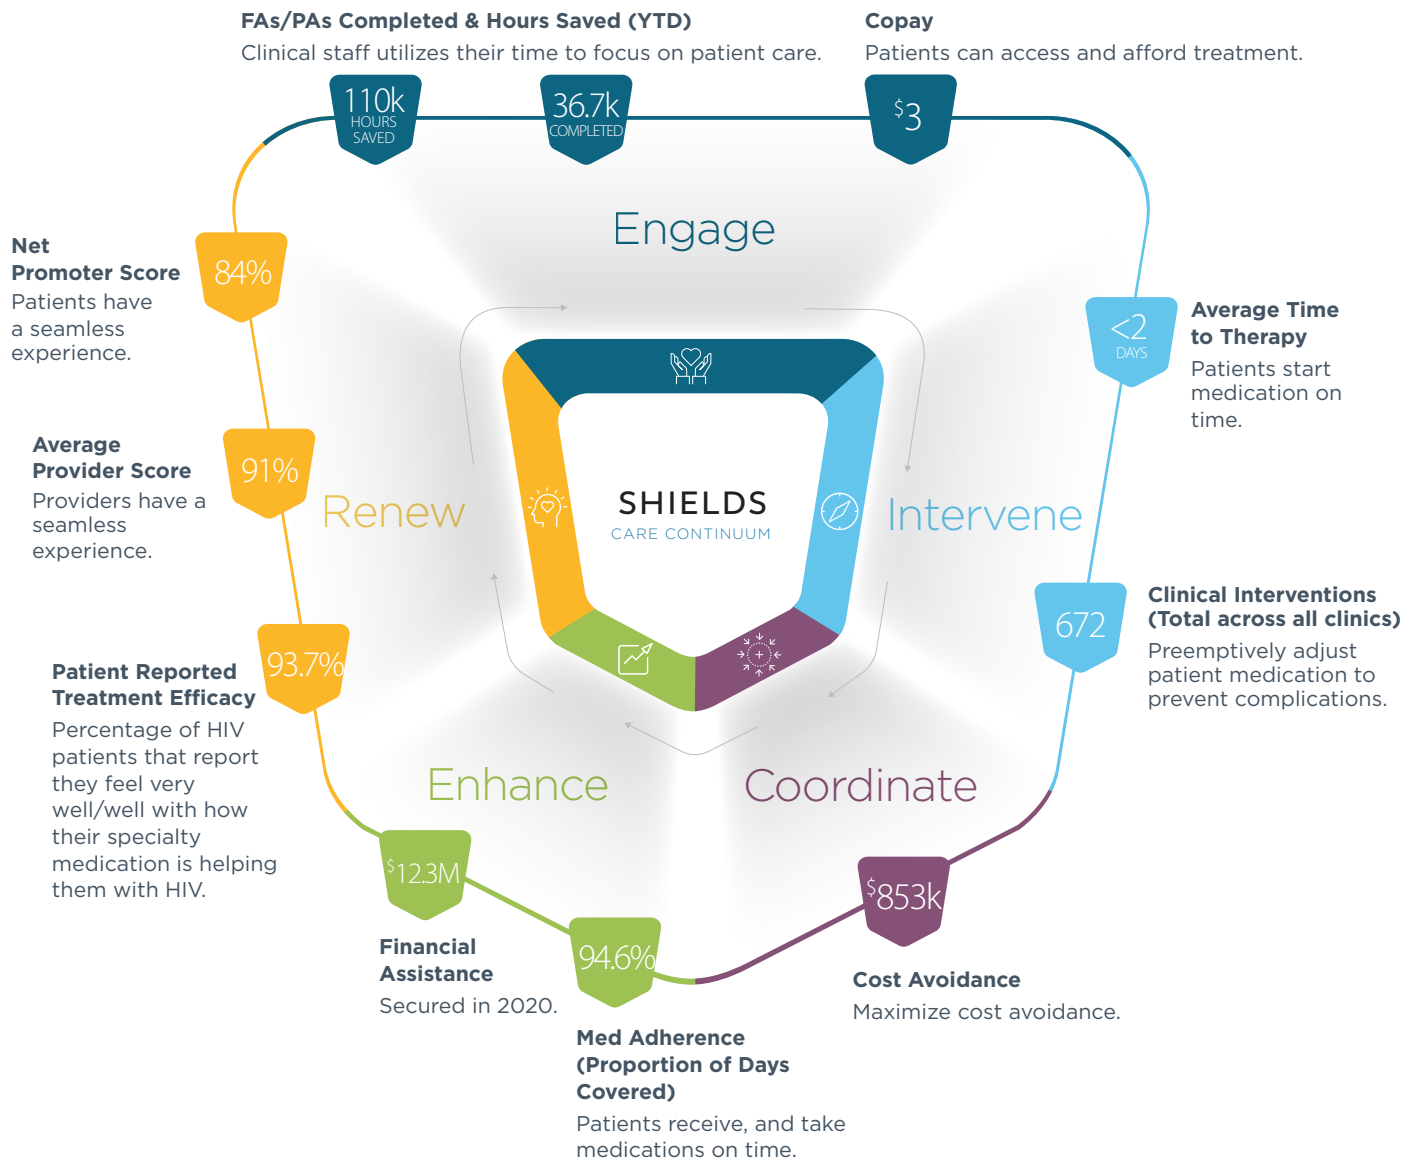 FAs/PAs Completed & Hours Saved (YTD)
Clinical staff utilizes their time to focus on patient care.
Copay
Patients can access and afford treatment.
110k
HOURS
SAVED
36.7k
COMPLETED
$3
Engage
Net
Promoter Score
Patients have
a seamless
experience.
84%
<2
DAYS
Average Time
to Therapy
Patients start
medication on
time.
Average
Provider Score
Providers have a
seamless
experience.
91%
Renew
SHIELDS
CARE CONTINUUM
Intervene
672
Clinical Interventions
(Total across all clinics)
Preemptively adjust
patient medication to
prevent complications.
93.7%
Patient Reported
Treatment Efficacy
Percentage of HIV
patients that report
they feel very
well/well with how
their specialty
medication is helping
them with HIV.
Enhance
Coordinate
$12.3M
Financial
Assistance
Secured in 2020.
94.6%
Med Adherence
(Proportion of Days
Covered)
Patients receive, and take
medications on time.
$853k
Cost Avoidance
Maximize cost avoidance.